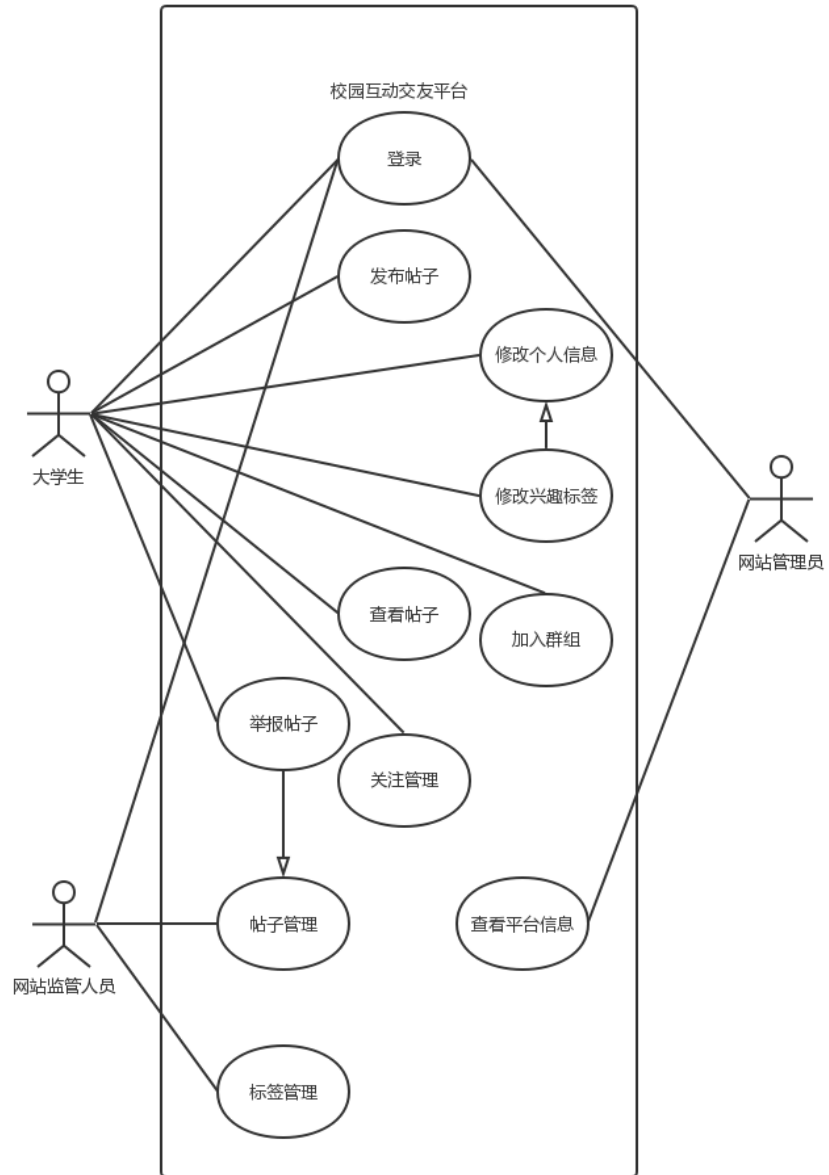 校园互动交友平台
登录
发布帖子
修改个人信息
大学生
修改兴趣标签
网站管理员
查看帖子
加入群组
举报帖子
关注管理
帖子管理
查看平台信息
网站监管人员
标签管理